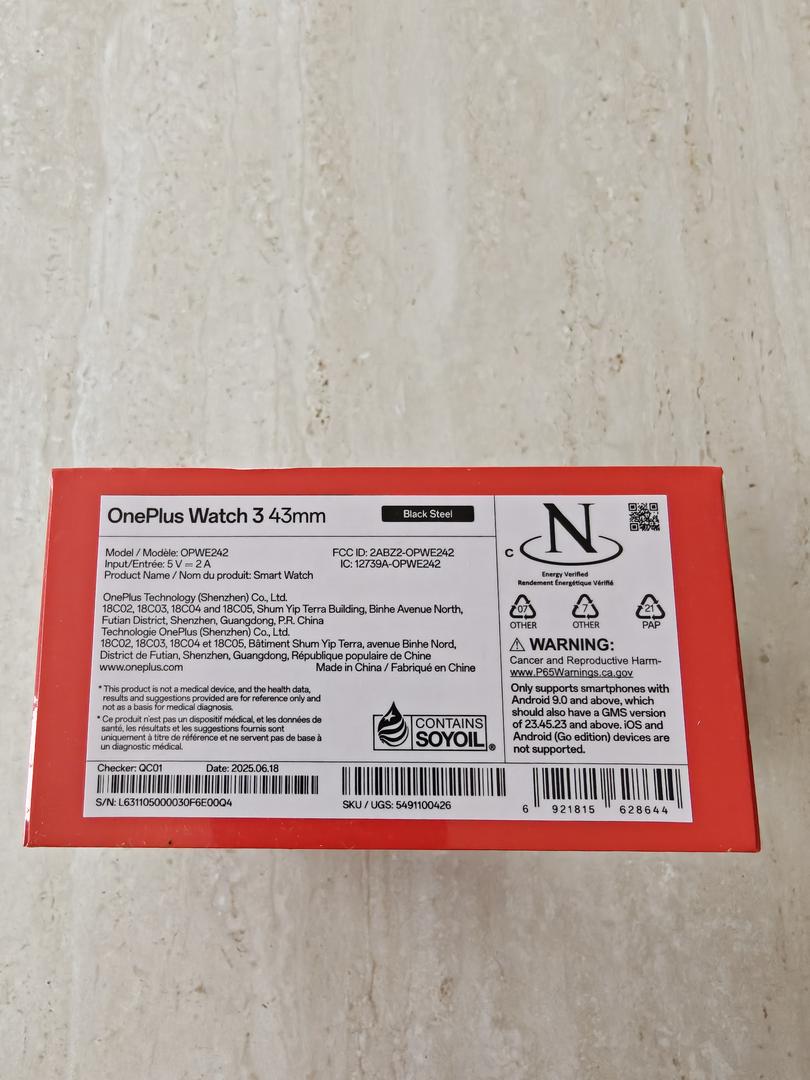 OnePlus Watch 3 43mm
Black Steel
Model / Modèle: OPWE242
Input/Entrée: 5 V ⎓ 2 A
Product Name / Nom du produit: Smart Watch
FCC ID: 2ABZ2-OPWE242
IC: 12739A-OPWE242
OnePlus Technology (Shenzhen) Co., Ltd.
18C02, 18C03, 18C04 and 18C05, Shum Yip Terra Building, Binhe Avenue North,
Futian District, Shenzhen, Guangdong, P.R. China
Technologie OnePlus (Shenzhen) Co., Ltd.
18C02, 18C03, 18C04 et 18C05, Bâtiment Shum Yip Terra, avenue Binhe Nord,
District de Futian, Shenzhen, Guangdong, République populaire de Chine
www.oneplus.com
Made in China / Fabriqué en Chine
* This product is not a medical device, and the health data,
results and suggestions provided are for reference only and
not as a basis for medical diagnosis.
* Ce produit n'est pas un dispositif médical, et les données de
santé, les résultats et les suggestions fournis sont
uniquement à titre de référence et ne servent pas de base à
un diagnostic médical.
CONTAINS
SOYOIL®
C
N
Energy Verified
Rendement Énergétique Vérifié
07
OTHER
7
OTHER
21
PAP
⚠ WARNING:
Cancer and Reproductive Harm-
www.P65Warnings.ca.gov
Only supports smartphones with
Android 9.0 and above, which
should also have a GMS version
of 23.45.23 and above. iOS and
Android (Go edition) devices are
not supported.
Checker: QC01
Date: 2025.06.18
S/N: L631105000030F6E00Q4
SKU / UGS: 5491100426
6 921815 628644